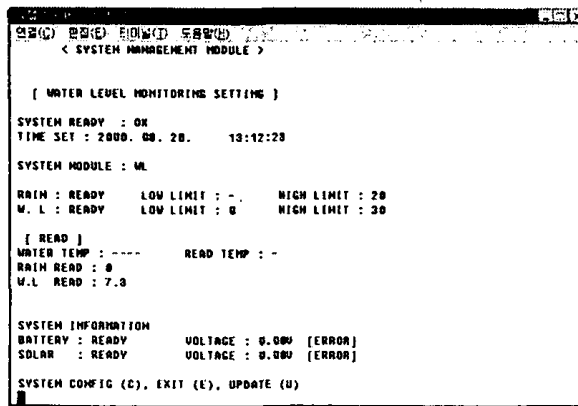 연결(C) 편집(E) 터미널(T) 도움말(H)
< SYSTEM MANAGEMENT MODULE >
[ WATER LEVEL MONITORING SETTING ]
SYSTEM READY : OK
TIME SET : 2000. 08. 28. 13:12:23
SYSTEM MODULE : WL
RAIN : READY LOW LIMIT : -. HIGH LIMIT : 20
W. L : READY LOW LIMIT : 0 HIGH LIMIT : 30
[ READ ]
WATER TEMP : ---- READ TEMP : -
RAIN READ : 0
W.L READ : 7.3
SYSTEM INFORMATION
BATTERY : READY VOLTAGE : 0.00V [ERROR]
SOLAR : READY VOLTAGE : 0.00V [ERROR]
SYSTEM CONFIG (C), EXIT (E), UPDATE (U)